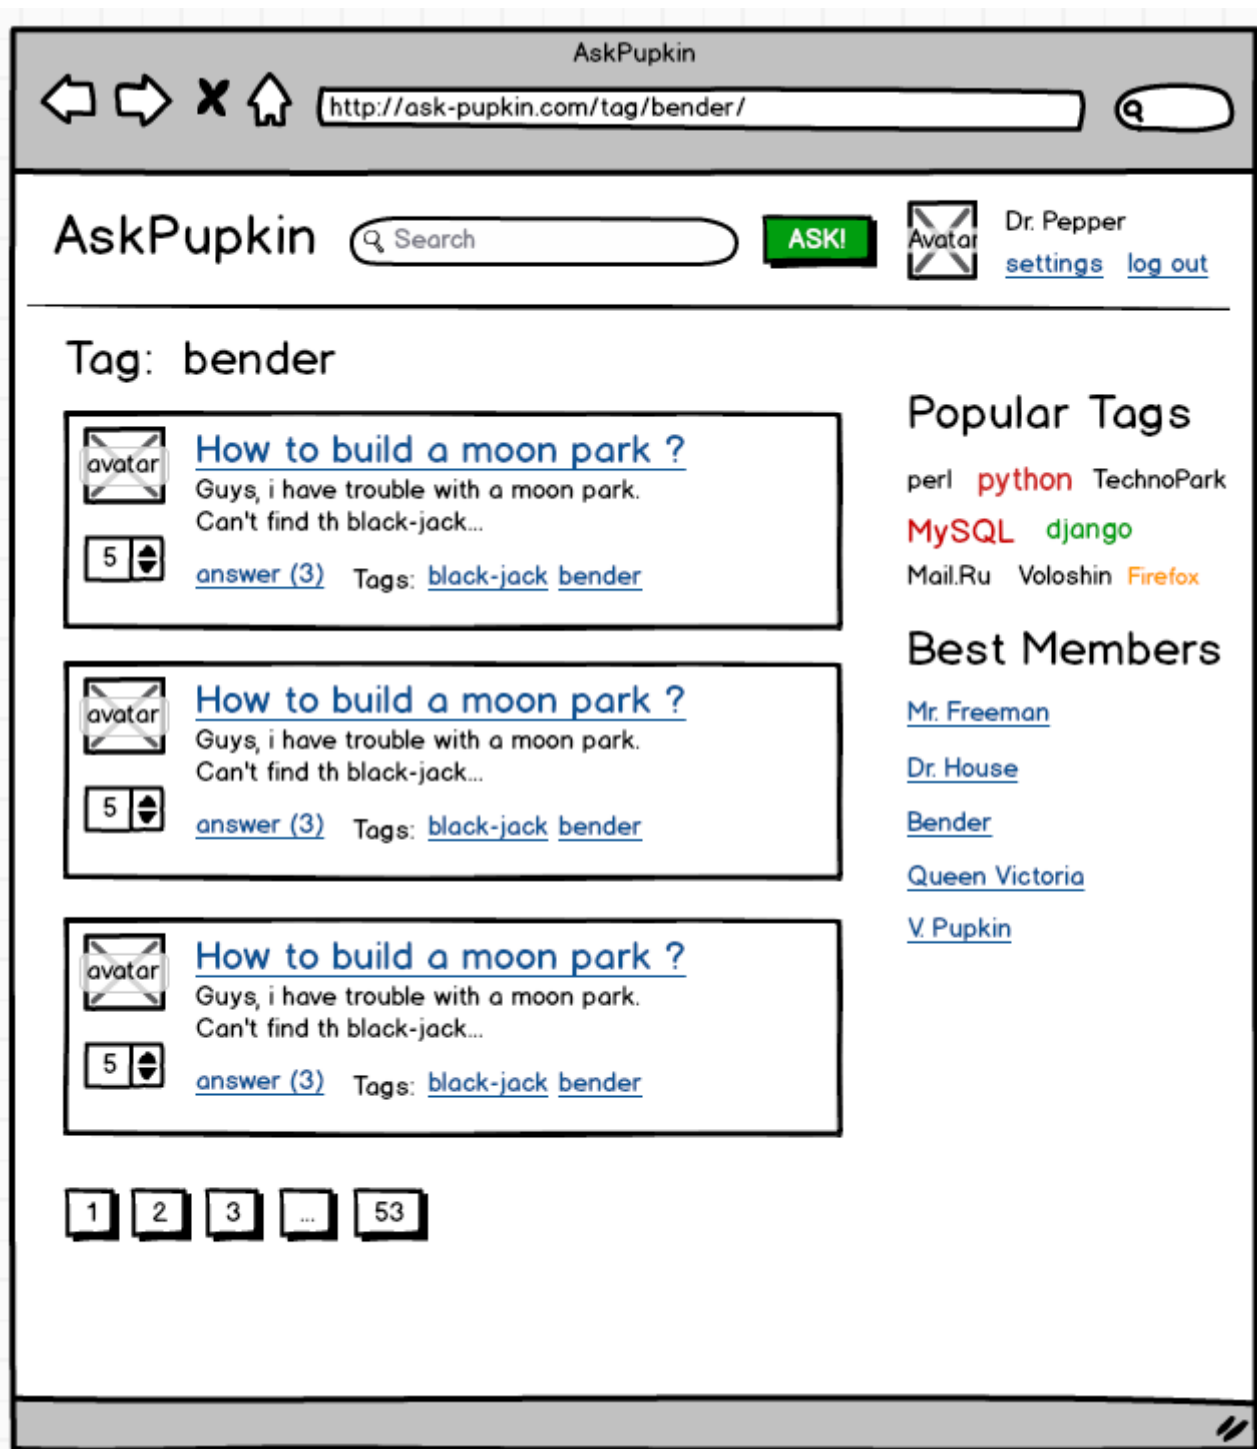 AskPupkin
http://ask-pupkin.com/tag/bender/
AskPupkin
Search
ASK!
Avatar
Dr. Pepper
settings log out
Tag: bender
avatar
How to build a moon park ?
Guys, i have trouble with a moon park.
Can't find th black-jack...
5
answer (3) Tags: black-jack bender
avatar
How to build a moon park ?
Guys, i have trouble with a moon park.
Can't find th black-jack...
5
answer (3) Tags: black-jack bender
avatar
How to build a moon park ?
Guys, i have trouble with a moon park.
Can't find th black-jack...
5
answer (3) Tags: black-jack bender
1 2 3 ... 53
Popular Tags
perl python TechnoPark
MySQL django
Mail.Ru Voloshin Firefox
Best Members
Mr. Freeman
Dr. House
Bender
Queen Victoria
V. Pupkin